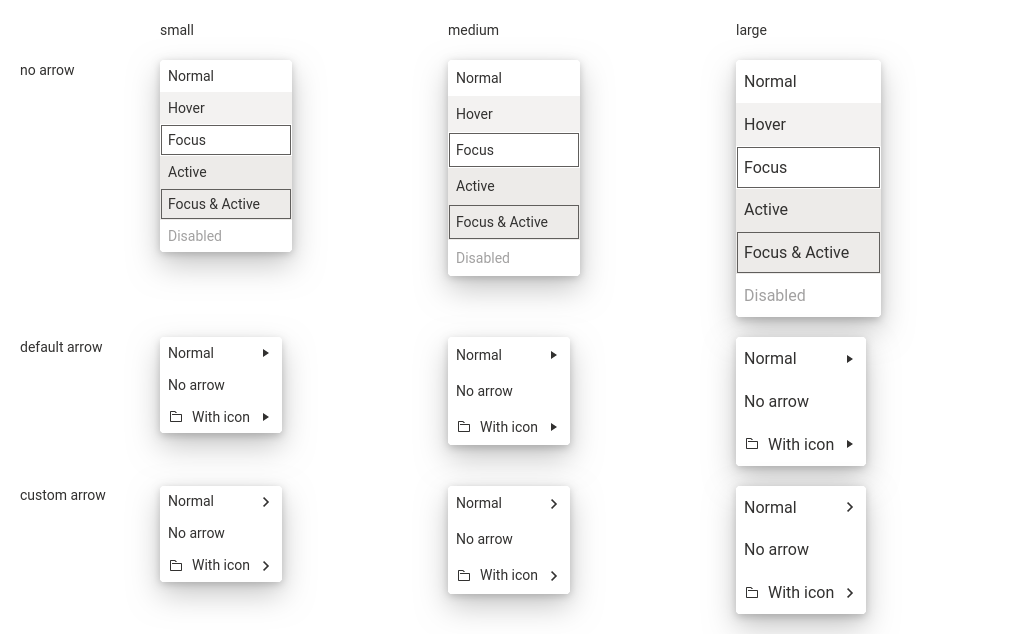 small medium large
no arrow
Normal Normal Normal
Hover Hover Hover
Focus Focus Focus
Active Active Active
Focus & Active Focus & Active Focus & Active
Disabled Disabled Disabled
default arrow
Normal Normal Normal
No arrow No arrow No arrow
With icon With icon With icon
custom arrow
Normal Normal Normal
No arrow No arrow No arrow
With icon With icon With icon